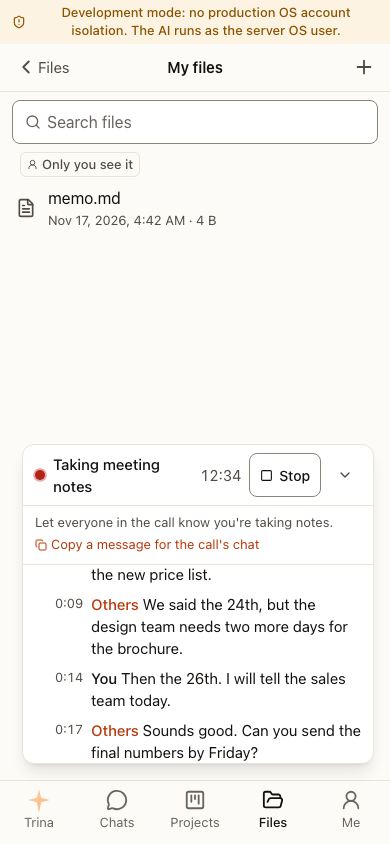 Development mode: no production OS account
isolation. The AI runs as the server OS user.
Files
My files
Search files
Only you see it
memo.md
Nov 17, 2026, 4:42 AM · 4 B
Taking meeting
notes
12:34
Stop
Let everyone in the call know you're taking notes.
Copy a message for the call's chat
the new price list.
0:09 Others We said the 24th, but the
design team needs two more days for
the brochure.
0:14 You Then the 26th. I will tell the sales
team today.
0:17 Others Sounds good. Can you send the
final numbers by Friday?
Trina
Chats
Projects
Files
Me